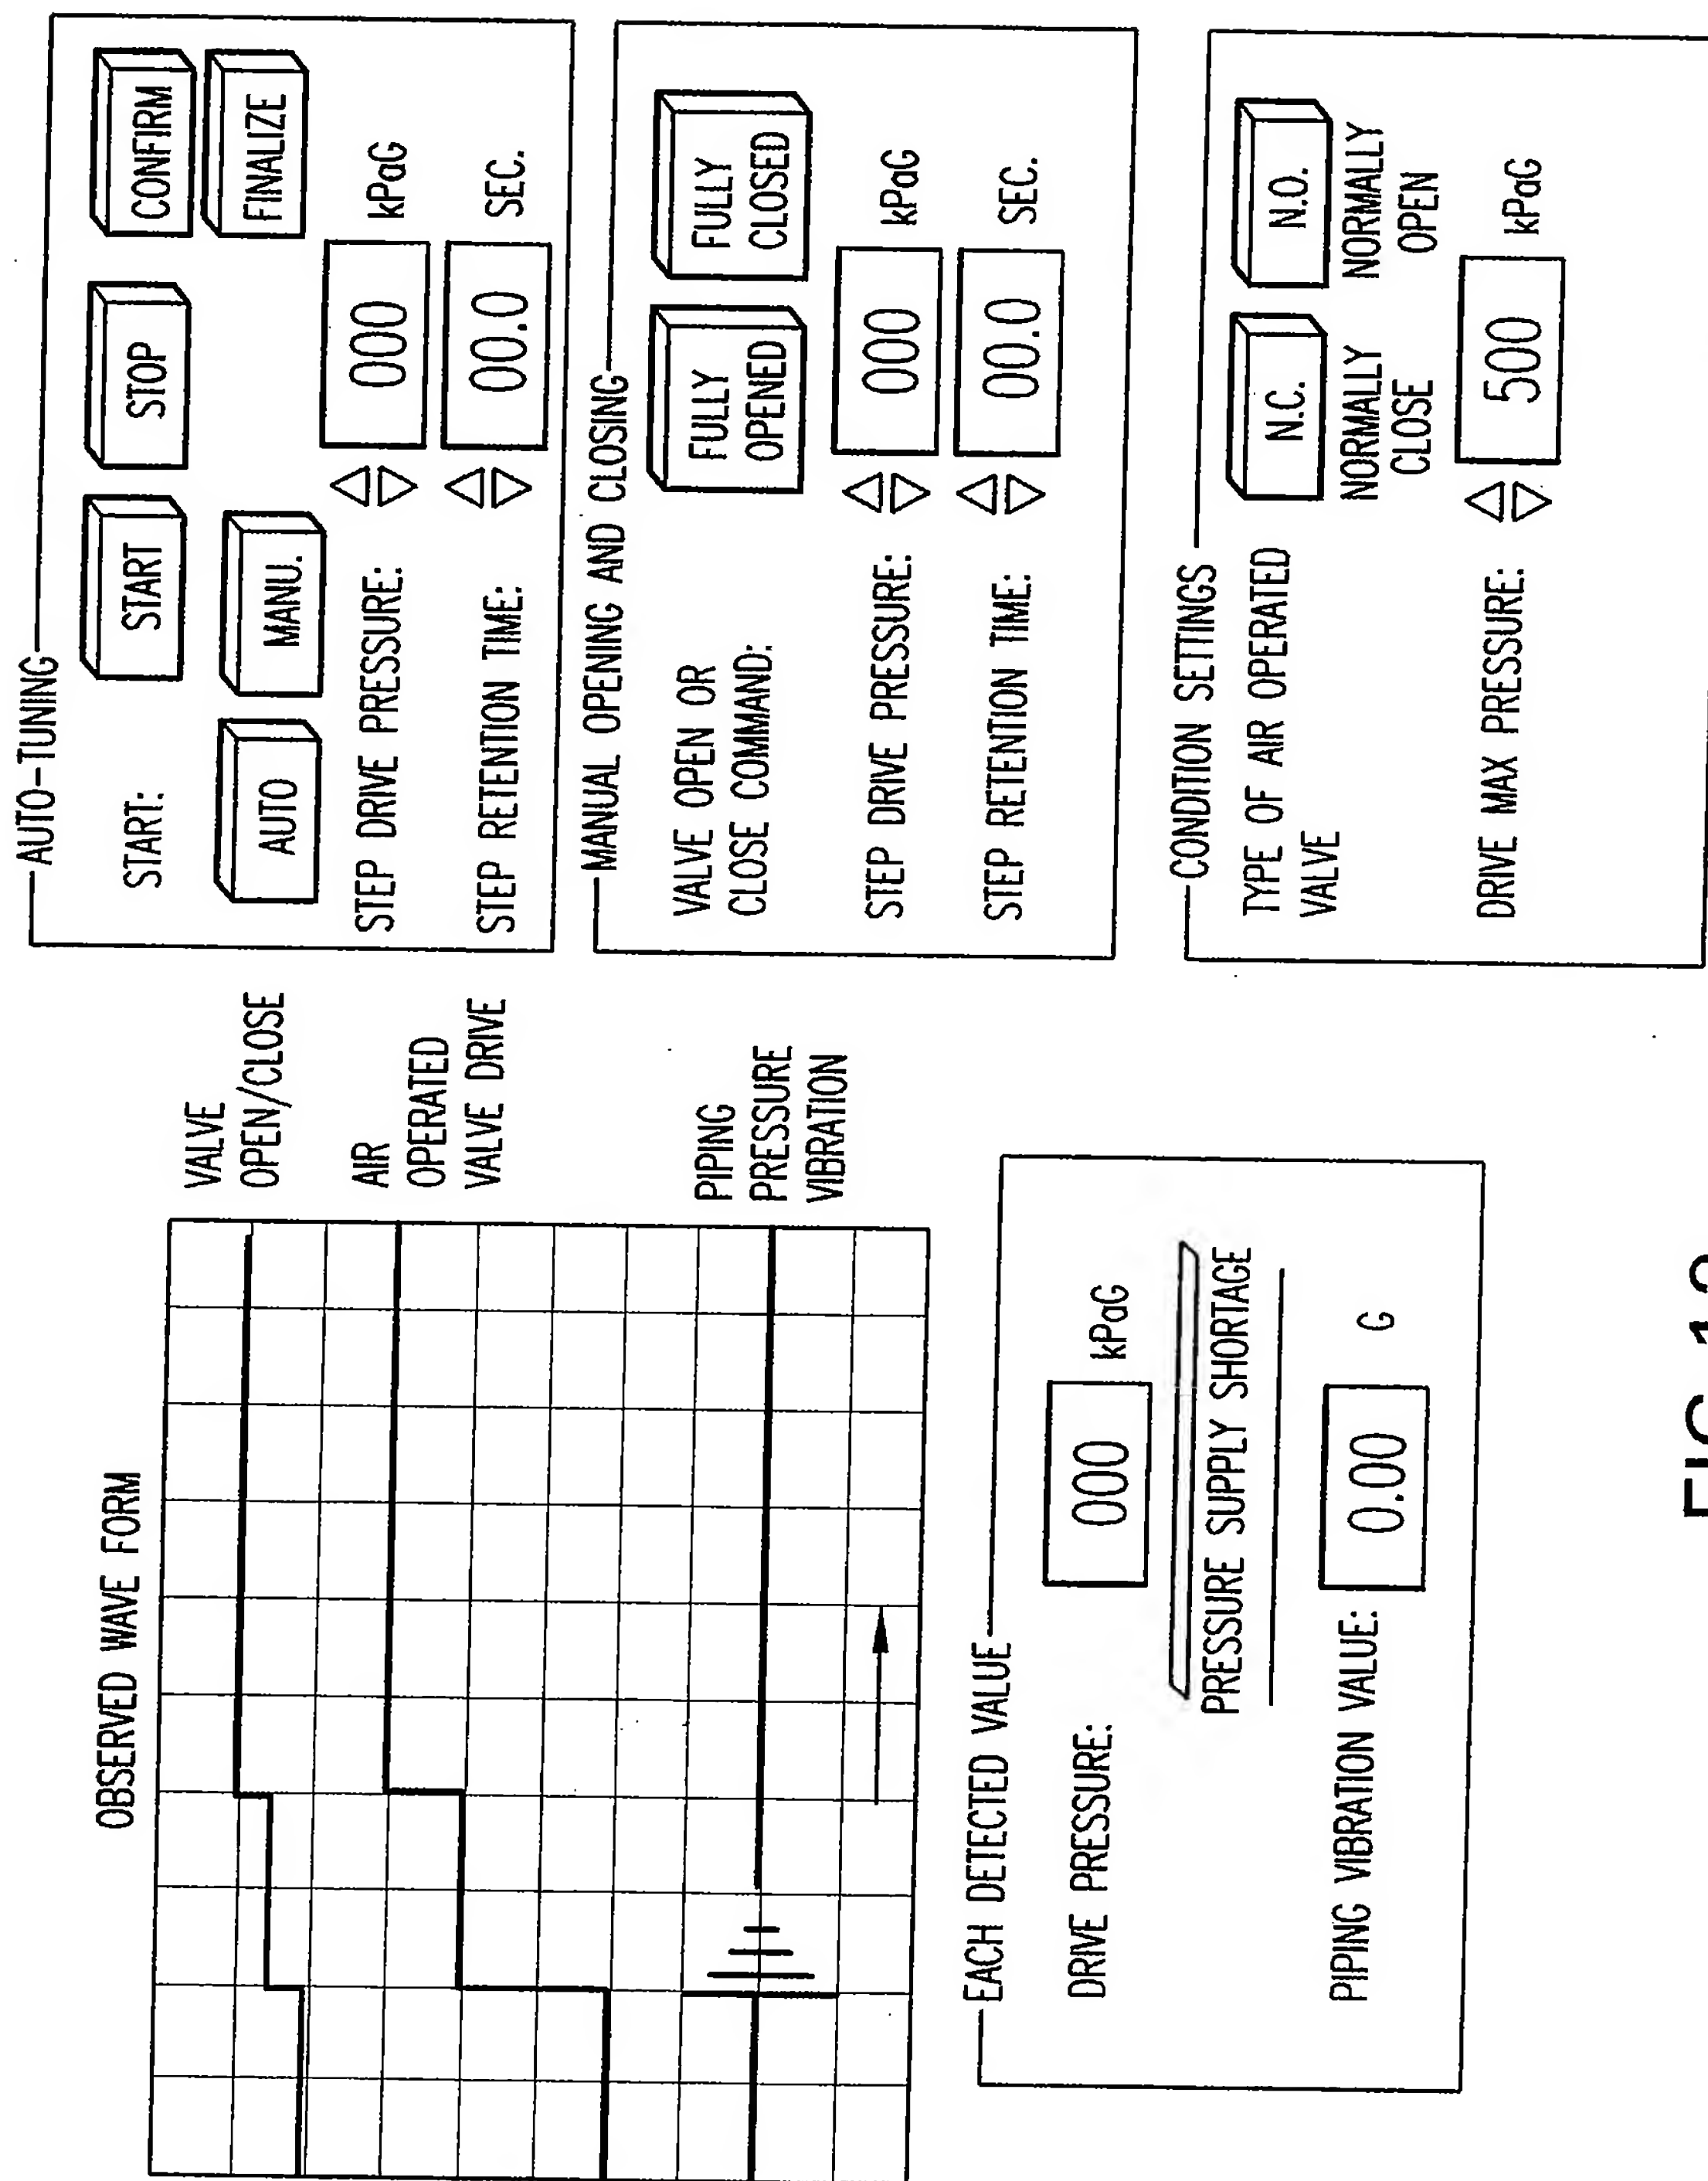 OBSERVED WAVE FORM
VALVE
OPEN/CLOSE
AIR
OPERATED
VALVE DRIVE
PIPING
PRESSURE
VIBRATION
EACH DETECTED VALUE
DRIVE PRESSURE:
000
kPaG
PRESSURE SUPPLY SHORTAGE
PIPING VIBRATION VALUE:
0.00
G
AUTO-TUNING
START:
START
STOP
CONFIRM
AUTO
MANU.
FINALIZE
STEP DRIVE PRESSURE:
000
kPaG
STEP RETENTION TIME:
00.0
SEC.
MANUAL OPENING AND CLOSING
VALVE OPEN OR
CLOSE COMMAND:
FULLY
OPENED
FULLY
CLOSED
STEP DRIVE PRESSURE:
000
kPaG
STEP RETENTION TIME:
00.0
SEC.
CONDITION SETTINGS
TYPE OF AIR OPERATED
VALVE
N.C.
N.O.
NORMALLY
CLOSE
NORMALLY
OPEN
DRIVE MAX PRESSURE:
500
kPaG